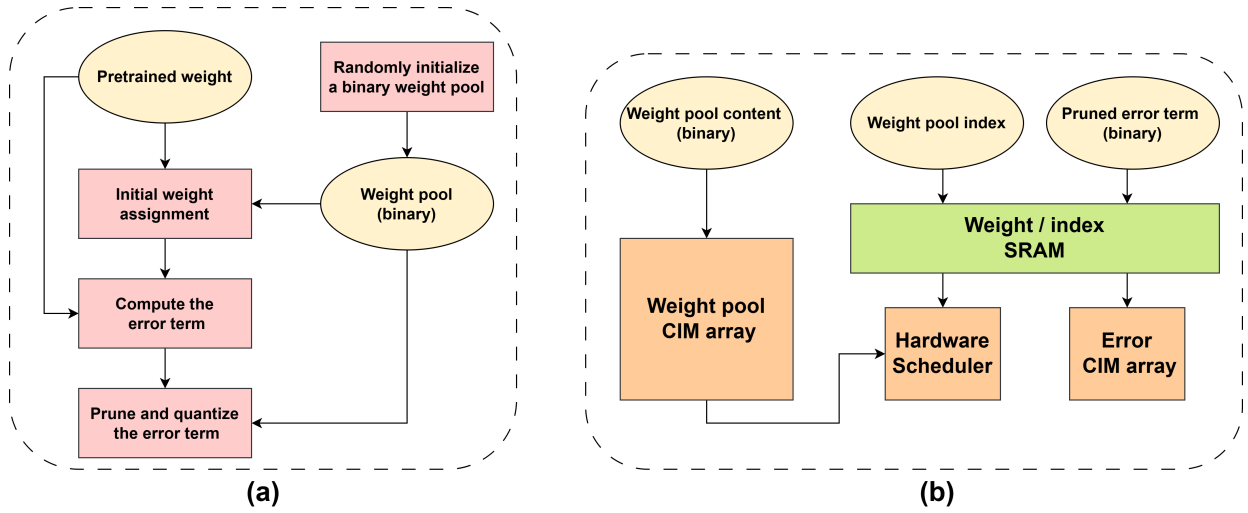 Pretrained weight
Randomly initialize
a binary weight pool
Initial weight
assignment
Weight pool
(binary)
Compute the
error term
Prune and quantize
the error term
(a)
Weight pool content
(binary)
Weight pool index
Pruned error term
(binary)
Weight / index
SRAM
Weight pool
CIM array
Hardware
Scheduler
Error
CIM array
(b)